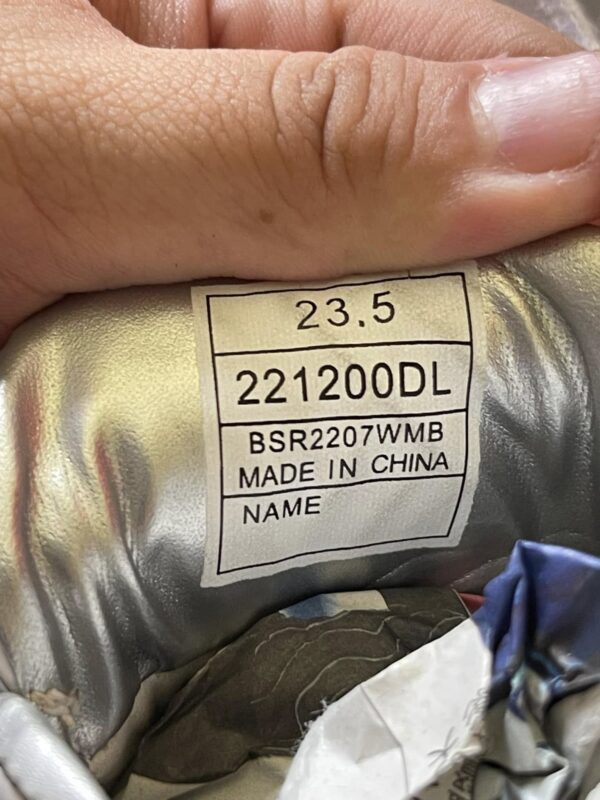 23.5
221200DL
BSR2207WMB
MADE IN CHINA
NAME